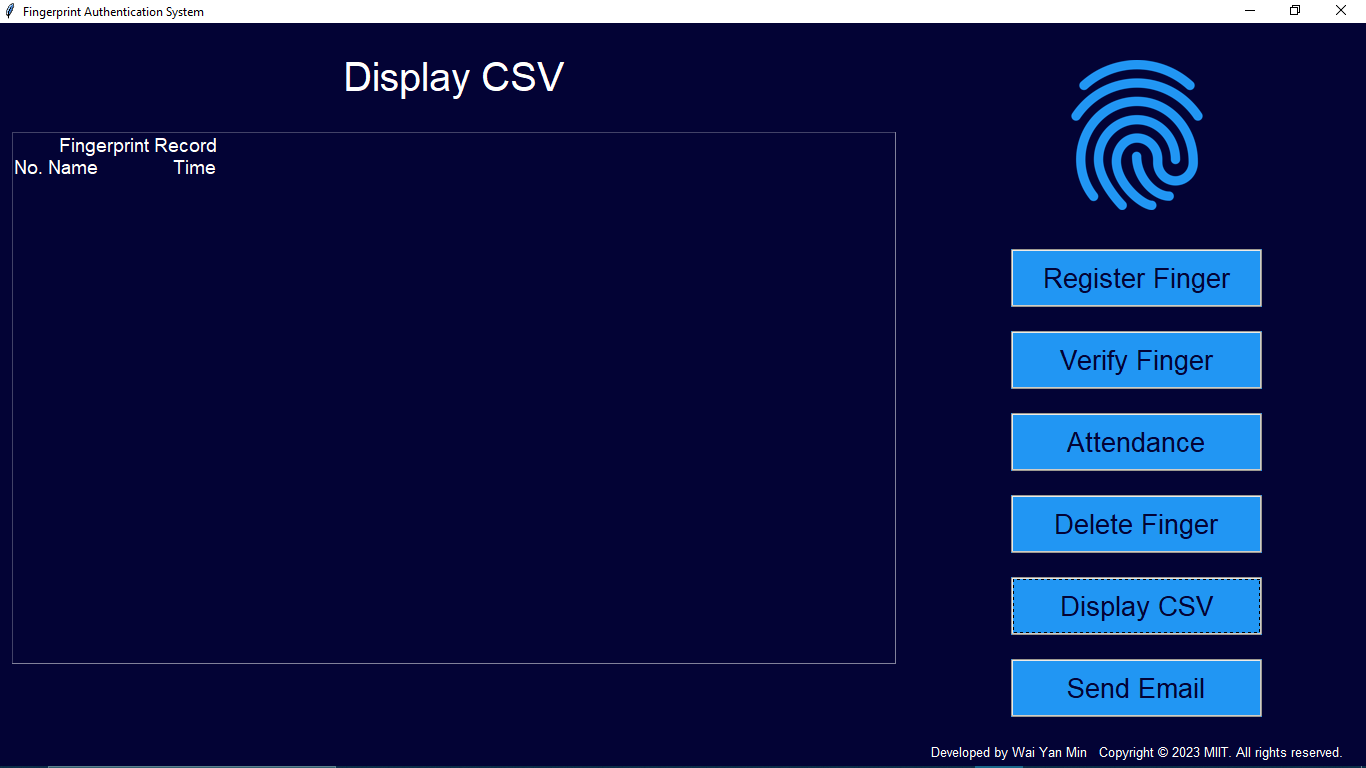 Fingerprint Authentication System
Display CSV
Fingerprint Record
No. Name Time
Register Finger
Verify Finger
Attendance
Delete Finger
Display CSV
Send Email
Developed by Wai Yan Min Copyright © 2023 MIIT. All rights reserved.